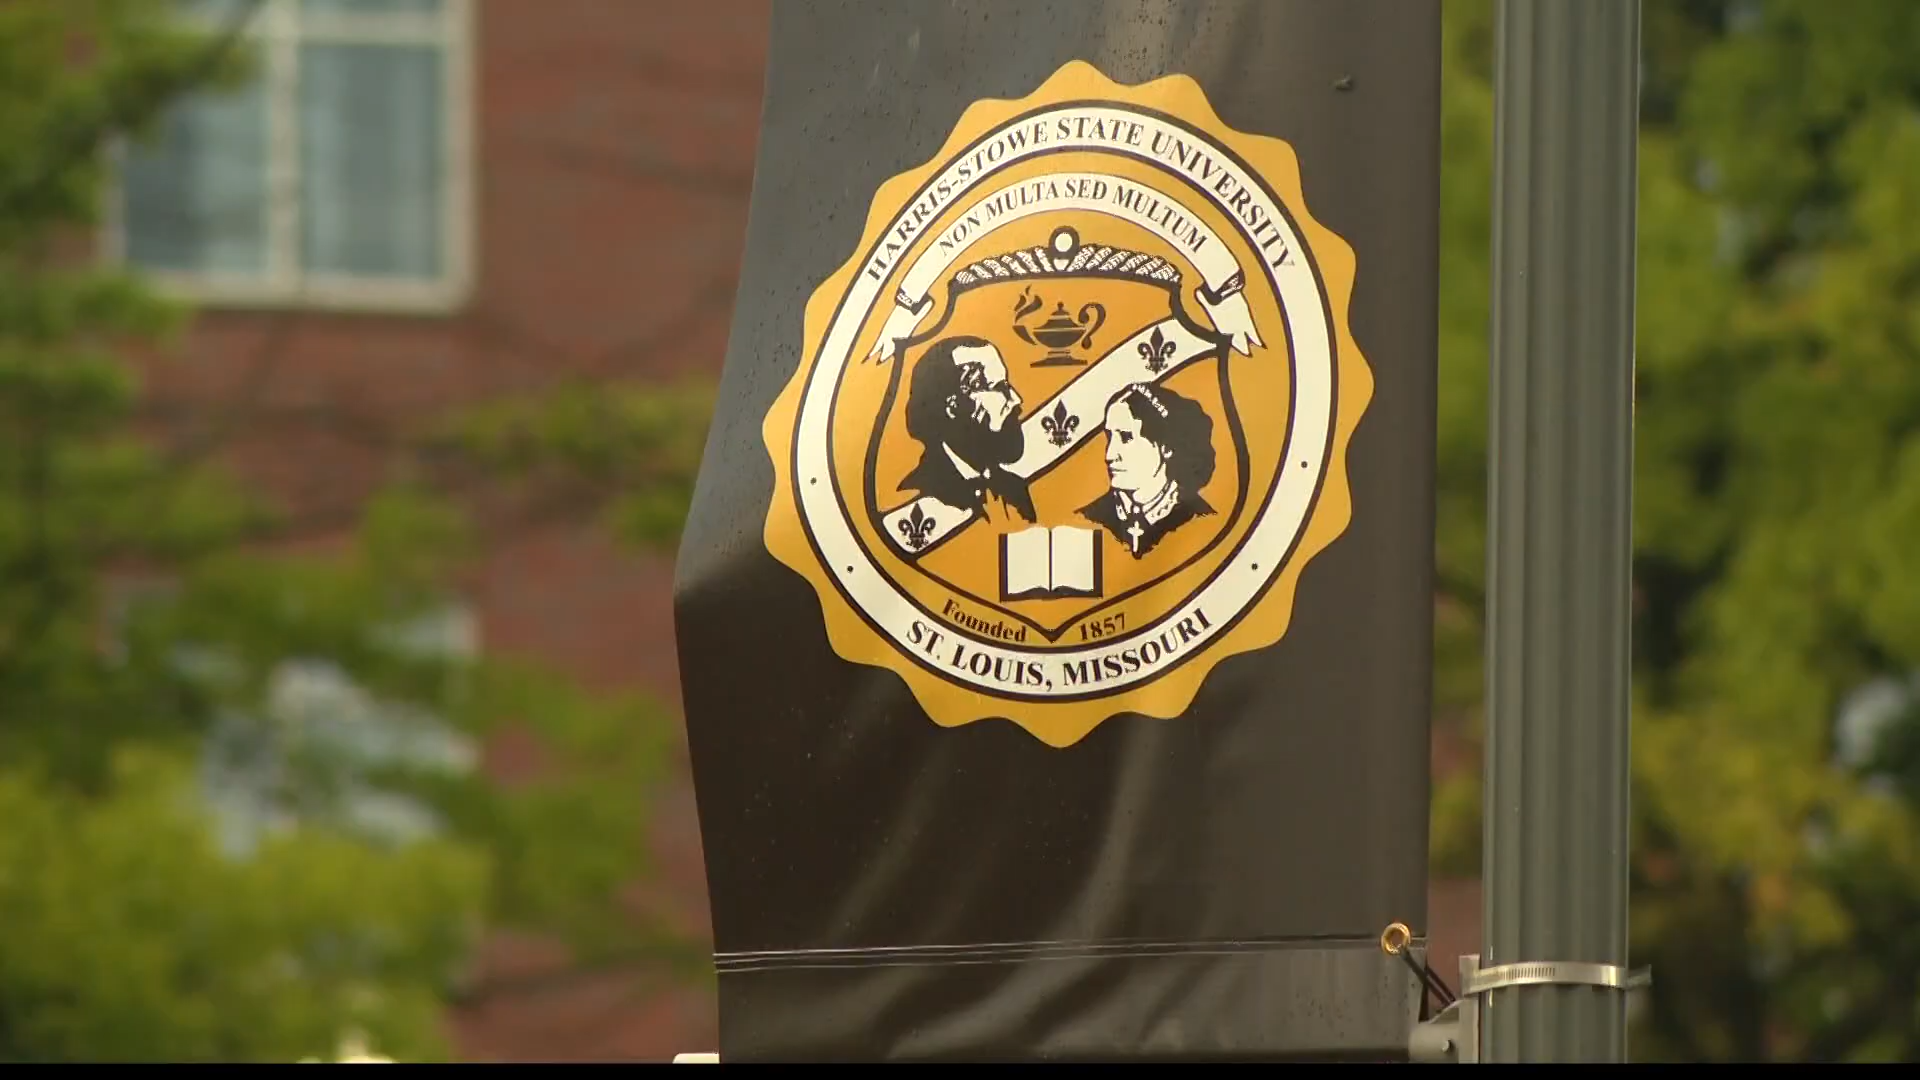 HARRIS-STOWE STATE UNIVERSITY
NON MULTA SED MULTUM
Founded 1857
ST. LOUIS, MISSOURI